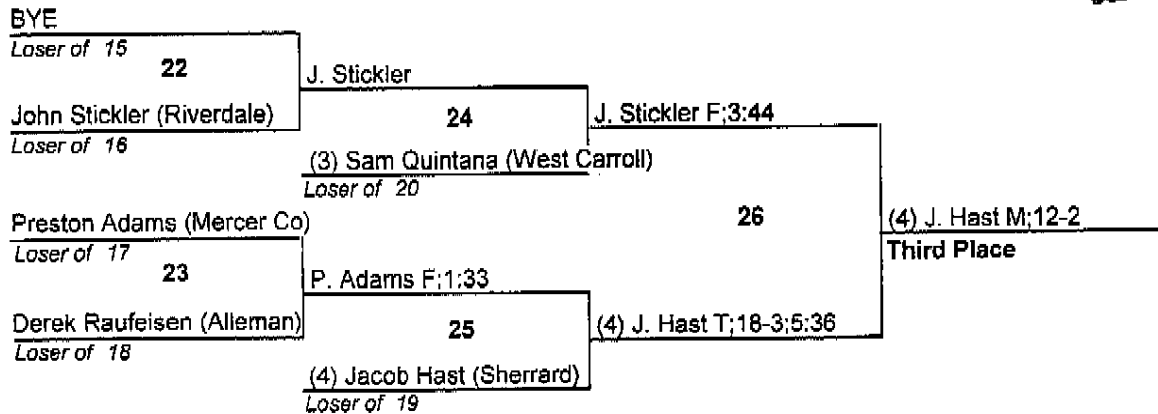 BYE
Loser of 15
22
J. Stickler
John Stickler (Riverdale)
Loser of 16
24
J. Stickler F;3:44
(3) Sam Quintana (West Carroll)
Loser of 20
Preston Adams (Mercer Co)
Loser of 17
26
(4) J. Hast M;12-2
Third Place
23
P. Adams F;1:33
Derek Raufeisen (Alleman)
Loser of 18
25
(4) J. Hast T;18-3;5:36
(4) Jacob Hast (Sherrard)
Loser of 19